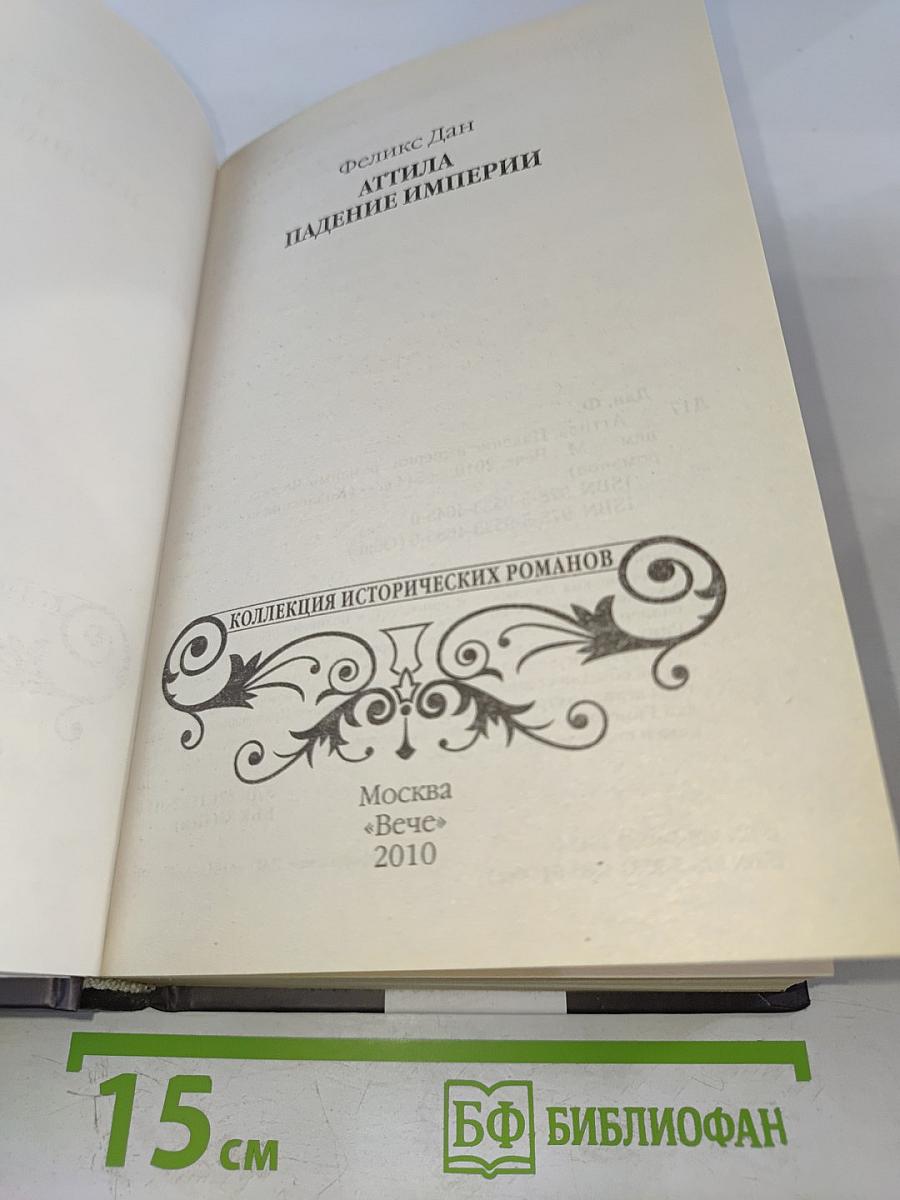 Феликс Дан
АТТИЛА
ПАДЕНИЕ ИМПЕРИИ
КОЛЛЕКЦИЯ ИСТОРИЧЕСКИХ РОМАНОВ
Москва
«Вече»
2010
15 см
БФ БИБЛИОФАН